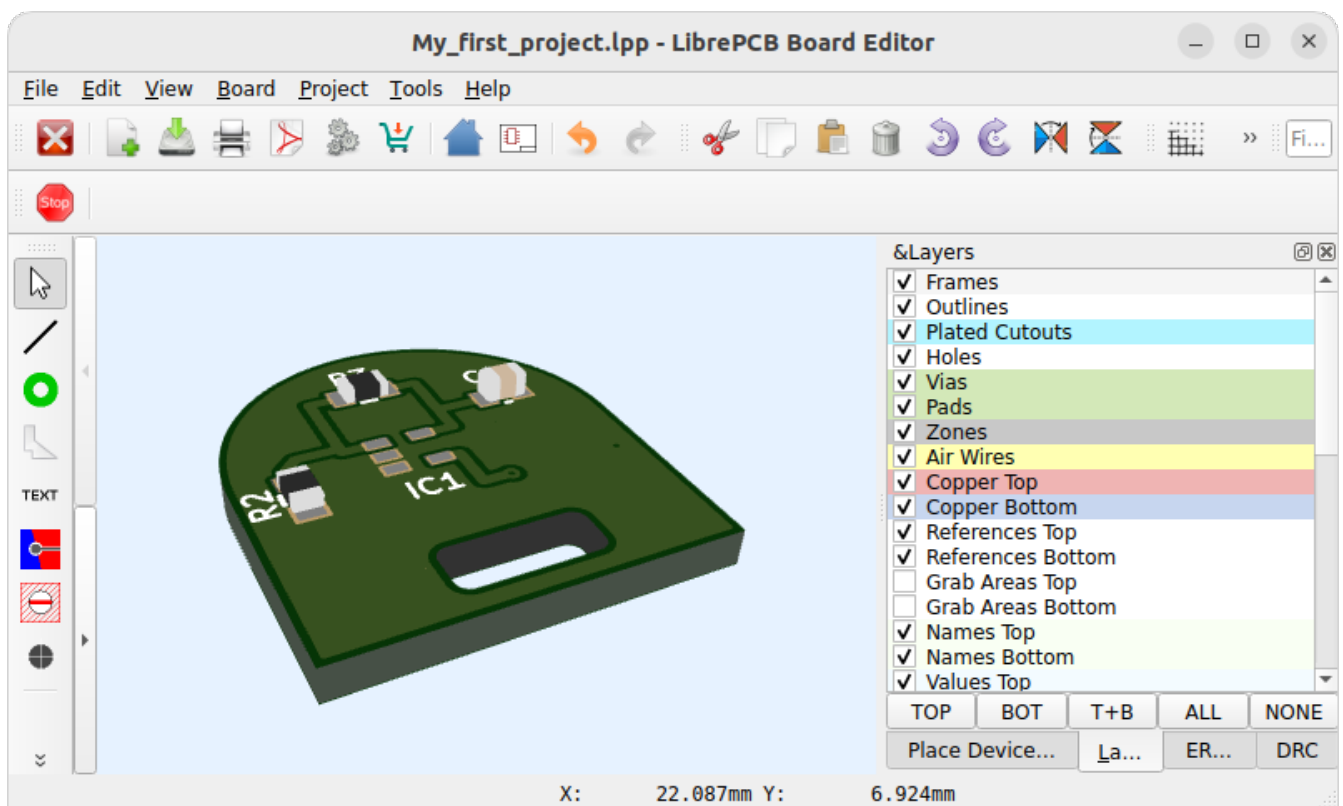 My_first_project.lpp - LibrePCB Board Editor
File Edit View Board Project Tools Help
Fi...
Stop
&Layers
Frames
Outlines
Plated Cutouts
Holes
Vias
Pads
Zones
Air Wires
Copper Top
Copper Bottom
References Top
References Bottom
Grab Areas Top
Grab Areas Bottom
Names Top
Names Bottom
Values Top
TEXT
R2
IC1
TOP BOT T+B ALL NONE
Place Device... La... ER... DRC
X: 22.087mm Y: 6.924mm